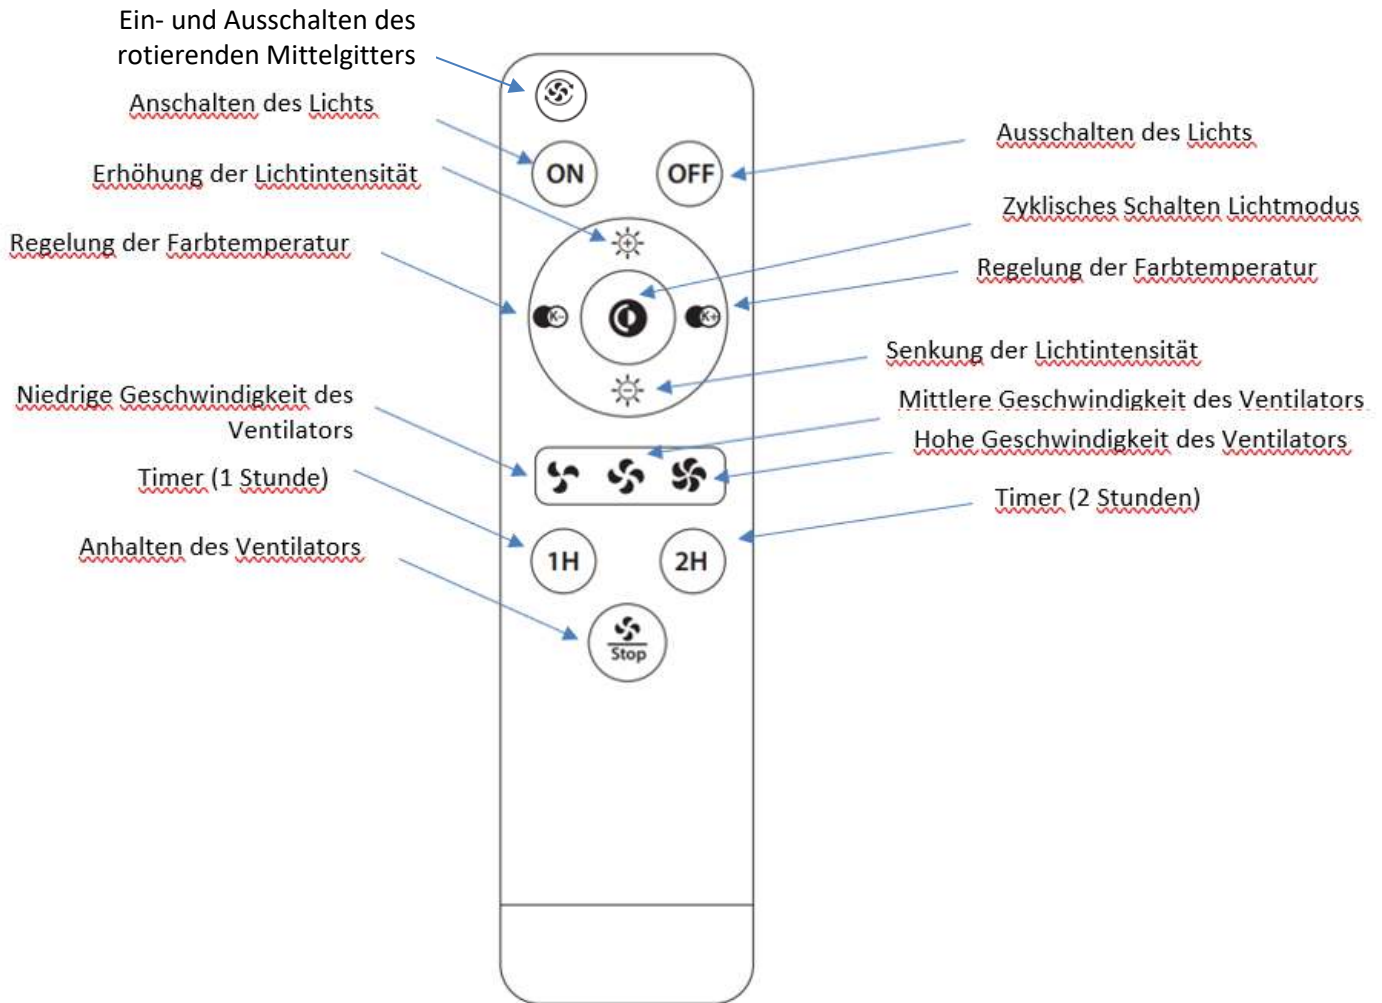 Ein- und Ausschalten des
rotierenden Mittelgitters
Anschalten des Lichts
Ausschalten des Lichts
ON
OFF
Erhöhung der Lichtintensität
Zyklisches Schalten Lichtmodus
Regelung der Farbtemperatur
Regelung der Farbtemperatur
K-
K+
Senkung der Lichtintensität
Niedrige Geschwindigkeit des
Ventilators
Mittlere Geschwindigkeit des Ventilators
Hohe Geschwindigkeit des Ventilators
Timer (1 Stunde)
Timer (2 Stunden)
Anhalten des Ventilators
1H
2H
Stop